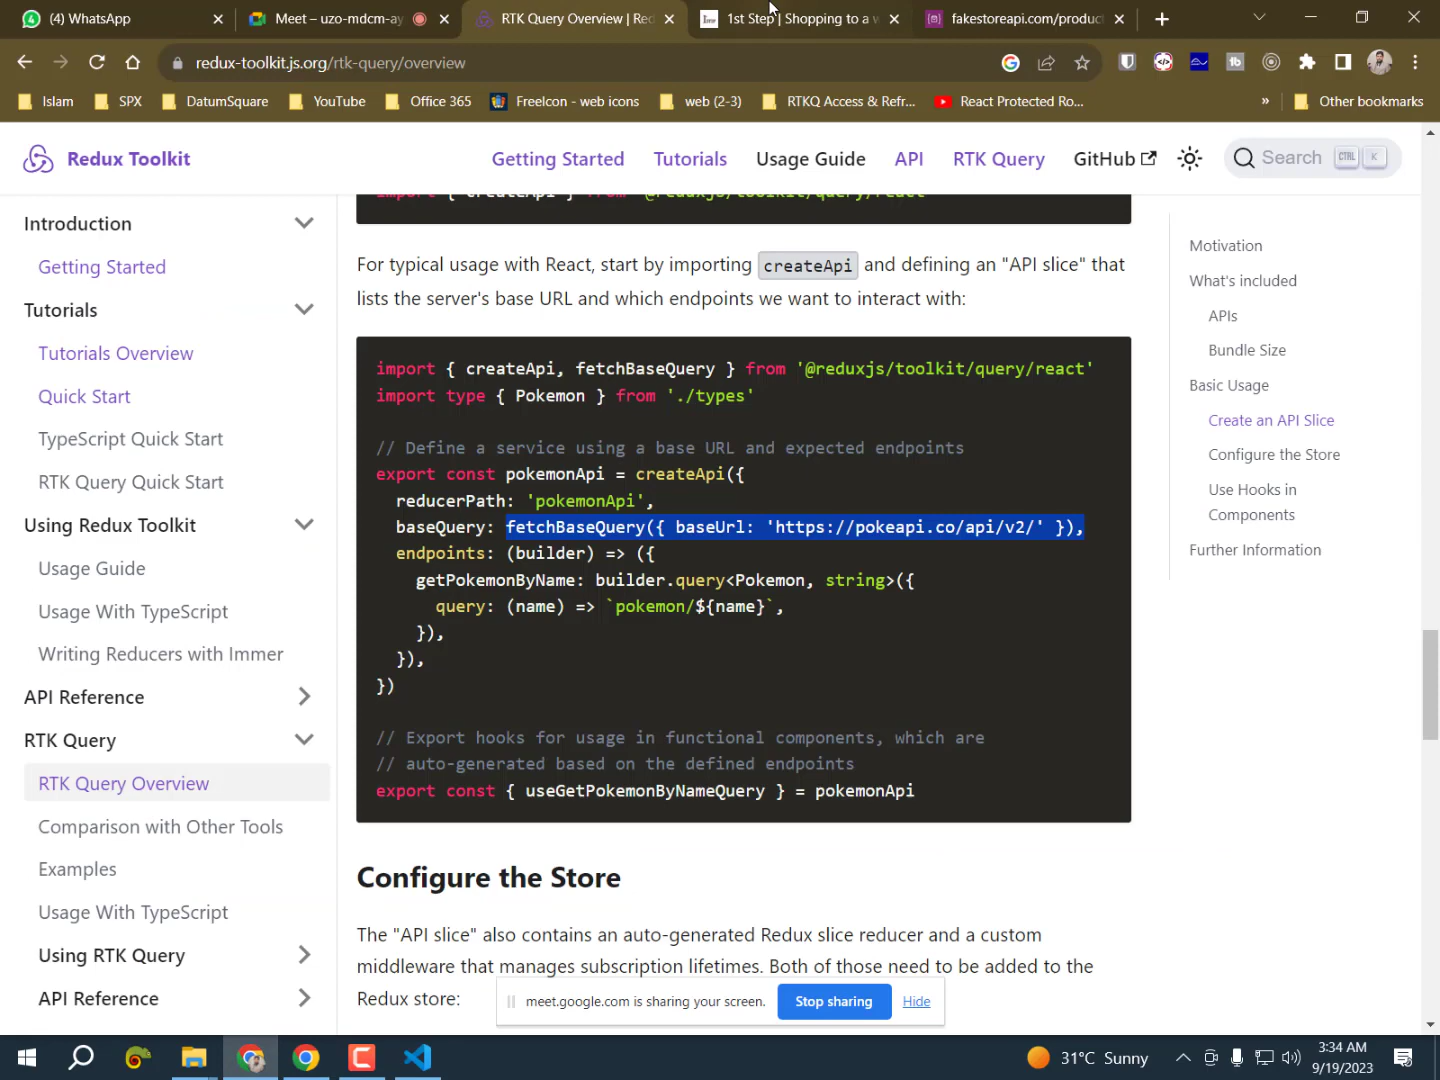 (4) WhatsApp
Meet – uzo-mdcm-ay
RTK Query Overview | Red
1st Step | Shopping to a w
fakestoreapi.com/product
redux-toolkit.js.org/rtk-query/overview
Islam
SPX
DatumSquare
YouTube
Office 365
FreeIcon - web icons
web (2-3)
RTKQ Access & Refr...
React Protected Ro...
»
Other bookmarks
Redux Toolkit
Getting Started
Tutorials
Usage Guide
API
RTK Query
GitHub
Search
CTRL
K
Introduction
Getting Started
Tutorials
Tutorials Overview
Quick Start
TypeScript Quick Start
RTK Query Quick Start
Using Redux Toolkit
Usage Guide
Usage With TypeScript
Writing Reducers with Immer
API Reference
RTK Query
RTK Query Overview
Comparison with Other Tools
Examples
Usage With TypeScript
Using RTK Query
API Reference
import { createApi } from '@reduxjs/toolkit/query/react'
For typical usage with React, start by importing createApi and defining an "API slice" that
lists the server's base URL and which endpoints we want to interact with:
import { createApi, fetchBaseQuery } from '@reduxjs/toolkit/query/react'
import type { Pokemon } from './types'
// Define a service using a base URL and expected endpoints
export const pokemonApi = createApi({
reducerPath: 'pokemonApi',
baseQuery: fetchBaseQuery({ baseUrl: 'https://pokeapi.co/api/v2/' }),
endpoints: (builder) => ({
getPokemonByName: builder.query<Pokemon, string>({
query: (name) => `pokemon/${name}`,
}),
}),
})
// Export hooks for usage in functional components, which are
// auto-generated based on the defined endpoints
export const { useGetPokemonByNameQuery } = pokemonApi
Configure the Store
The "API slice" also contains an auto-generated Redux slice reducer and a custom
middleware that manages subscription lifetimes. Both of those need to be added to the
Redux store:
Motivation
What's included
APIs
Bundle Size
Basic Usage
Create an API Slice
Configure the Store
Use Hooks in
Components
Further Information
meet.google.com is sharing your screen.
Stop sharing
Hide
31°C Sunny
3:34 AM
9/19/2023